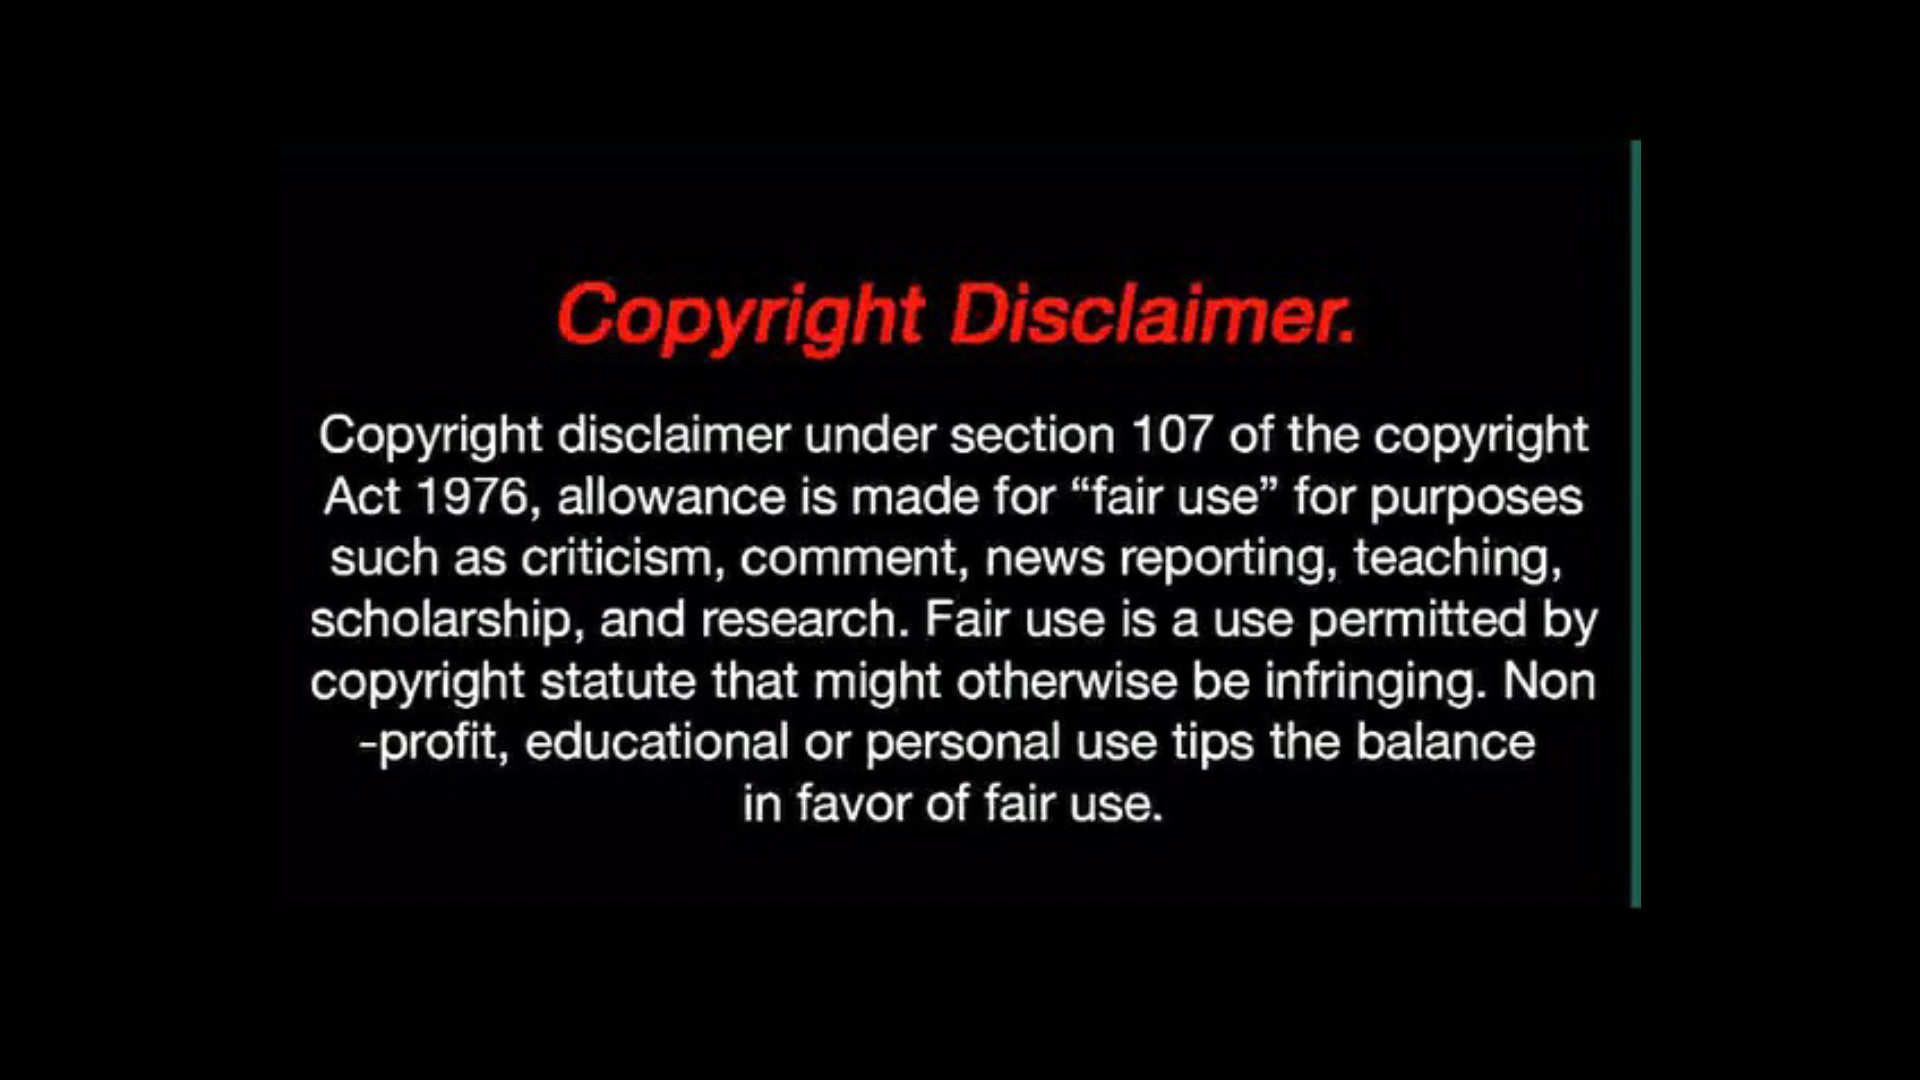 Copyright Disclaimer.
Copyright disclaimer under section 107 of the copyright
Act 1976, allowance is made for “fair use” for purposes
such as criticism, comment, news reporting, teaching,
scholarship, and research. Fair use is a use permitted by
copyright statute that might otherwise be infringing. Non
-profit, educational or personal use tips the balance
in favor of fair use.